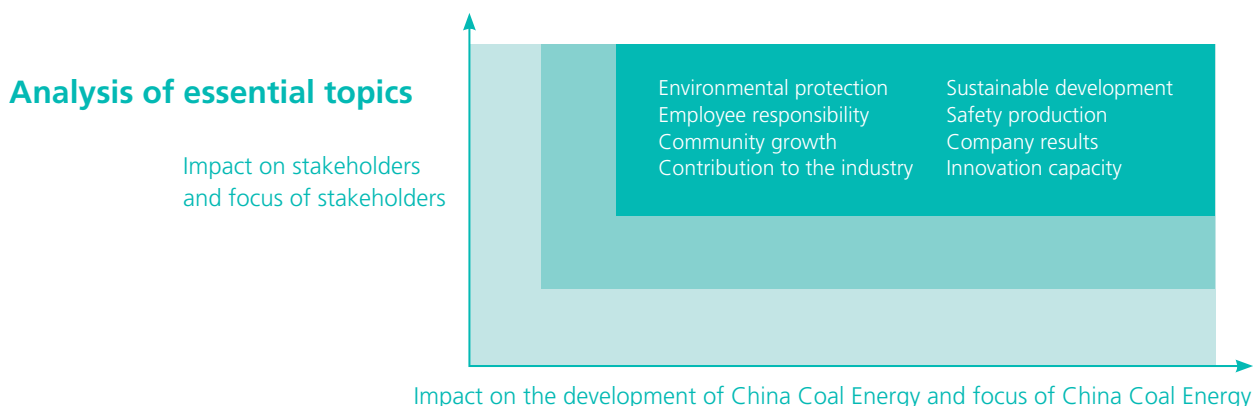 Analysis of essential topics
Impact on stakeholders
and focus of stakeholders
Environmental protection
Employee responsibility
Community growth
Contribution to the industry
Sustainable development
Safety production
Company results
Innovation capacity
Impact on the development of China Coal Energy and focus of China Coal Energy